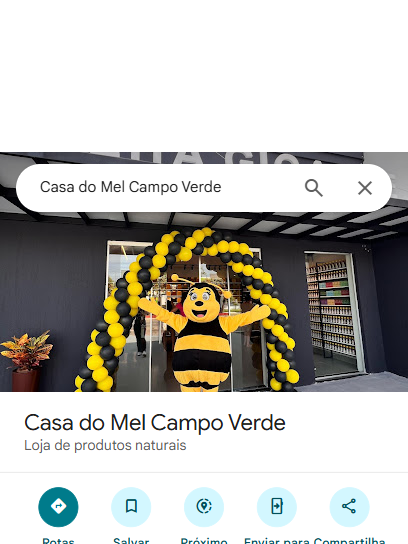 Casa do Mel Campo Verde
Casa do Mel Campo Verde
Loja de produtos naturais
Salvar Próximo Enviar para Compartilha